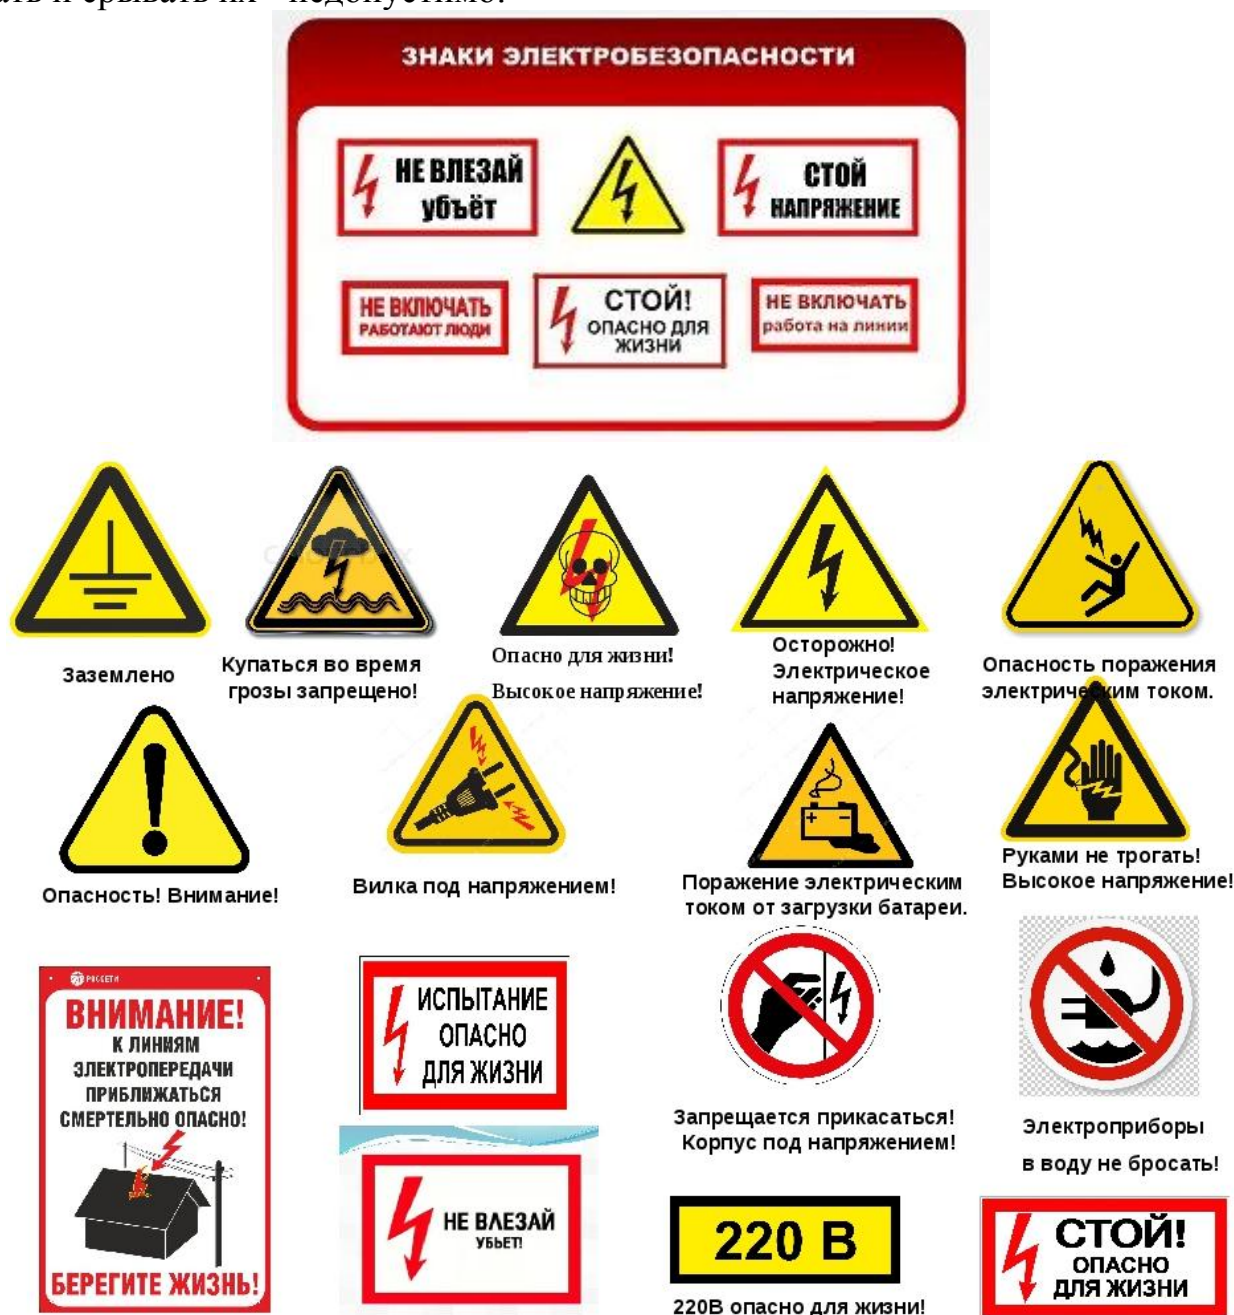 и срывать их - недопустимо.
ЗНАКИ ЭЛЕКТРОБЕЗОПАСНОСТИ
НЕ ВЛЕЗАЙ
убъёт
СТОЙ
НАПРЯЖЕНИЕ
НЕ ВКЛЮЧАТЬ
РАБОТАЮТ ЛЮДИ
СТОЙ!
ОПАСНО ДЛЯ
ЖИЗНИ
НЕ ВКЛЮЧАТЬ
работа на линии
Заземлено
Купаться во время
грозы запрещено!
Опасно для жизни!
Высокое напряжение!
Осторожно!
Электрическое
напряжение!
Опасность поражения
электрическим током.
Опасность! Внимание!
Вилка под напряжением!
Поражение электрическим
током от загрузки батареи.
Руками не трогать!
Высокое напряжение!
РОССЕТИ
ВНИМАНИЕ!
К ЛИНИЯМ
ЭЛЕКТРОПЕРЕДАЧИ
ПРИБЛИЖАТЬСЯ
СМЕРТЕЛЬНО ОПАСНО!
БЕРЕГИТЕ ЖИЗНЬ!
ИСПЫТАНИЕ
ОПАСНО
ДЛЯ ЖИЗНИ
НЕ ВЛЕЗАЙ
УБЬЕТ!
Запрещается прикасаться!
Корпус под напряжением!
220 В
220В опасно для жизни!
Электроприборы
в воду не бросать!
СТОЙ!
ОПАСНО
ДЛЯ ЖИЗНИ